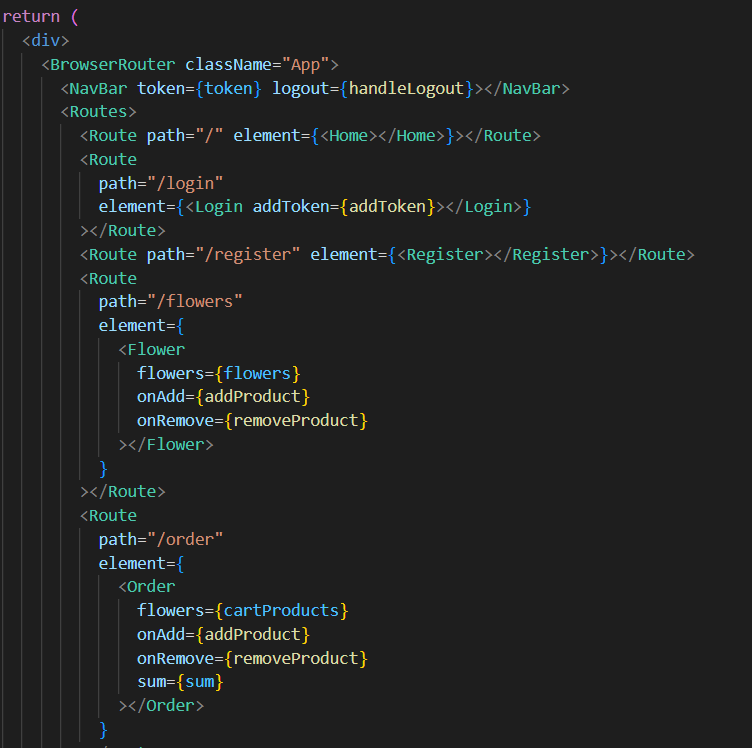 return (
<div>
<BrowserRouter className="App">
<NavBar token={token} logout={handleLogout}></NavBar>
<Routes>
<Route path="/" element={<Home></Home>}></Route>
<Route
path="/login"
element={<Login addToken={addToken}></Login>}
></Route>
<Route path="/register" element={<Register></Register>}></Route>
<Route
path="/flowers"
element={
<Flower
flowers={flowers}
onAdd={addProduct}
onRemove={removeProduct}
></Flower>
}
></Route>
<Route
path="/order"
element={
<Order
flowers={cartProducts}
onAdd={addProduct}
onRemove={removeProduct}
sum={sum}
></Order>
}